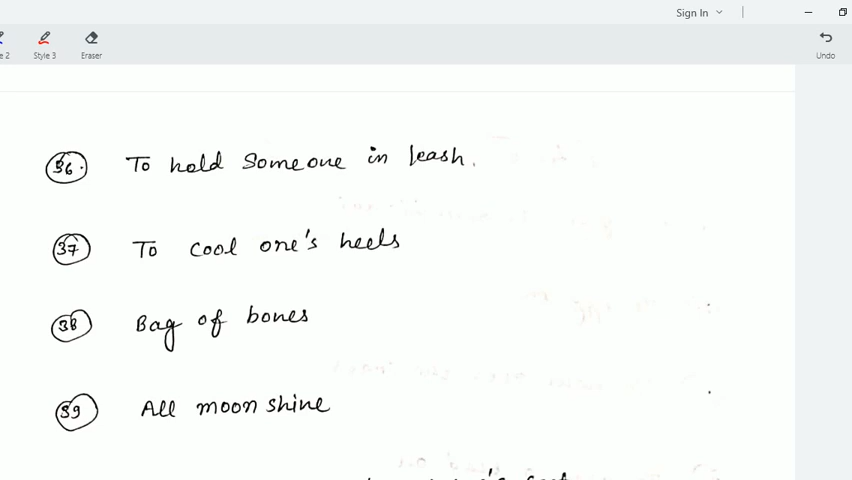 Sign In
Style 3
Eraser
Undo
36. To hold Someone in leash.
37 To cool one's heels
38 Bag of bones
39 All moon shine